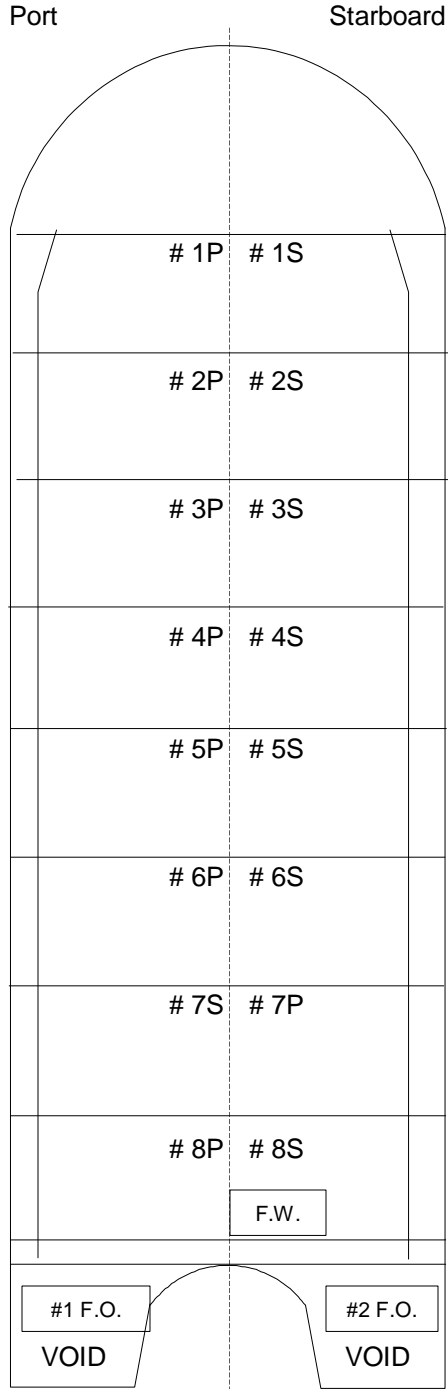 Port Starboard
# 1P # 1S
# 2P # 2S
# 3P # 3S
# 4P # 4S
# 5P # 5S
# 6P # 6S
# 7S # 7P
# 8P # 8S
F.W.
#1 F.O. #2 F.O.
VOID VOID